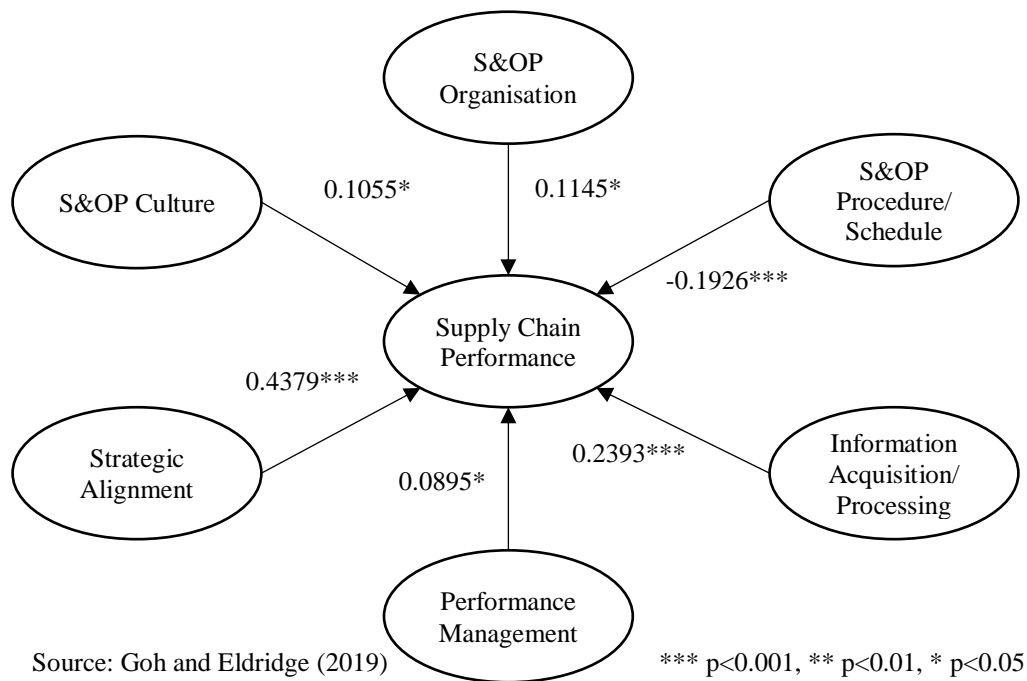 S&OP
Organisation
S&OP Culture
0.1055*
0.1145*
S&OP
Procedure/
Schedule
-0.1926***
Supply Chain
Performance
0.4379***
Strategic
Alignment
0.0895*
0.2393***
Information
Acquisition/
Processing
Performance
Management
Source: Goh and Eldridge (2019)
*** p<0.001, ** p<0.01, * p<0.05